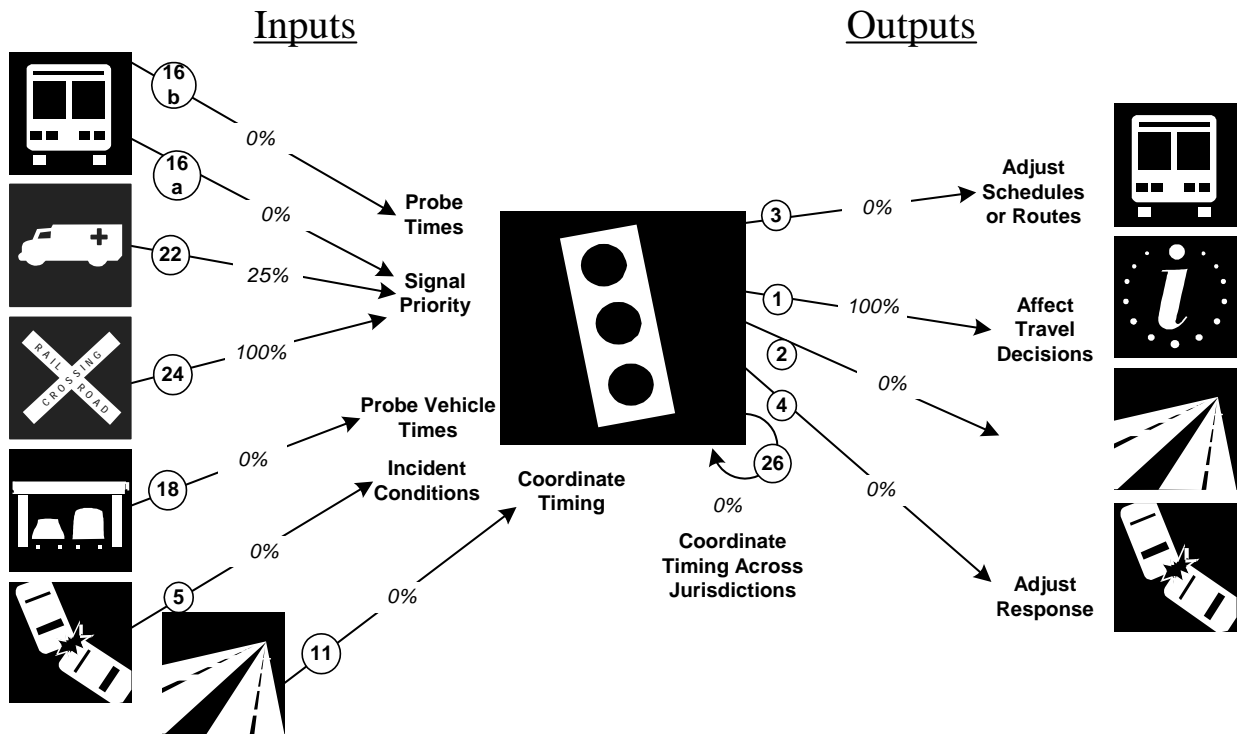 Inputs
Outputs
16
b
0%
16
a
0%
Probe
Times
22
25%
Signal
Priority
24
100%
RAIL ROAD
CROSSING
Probe Vehicle
Times
18
0%
Incident
Conditions
5
0%
Coordinate
Timing
11
0%
26
0%
Coordinate
Timing Across
Jurisdictions
3
0%
Adjust
Schedules
or Routes
1
100%
Affect
Travel
Decisions
i
2
0%
4
0%
Adjust
Response